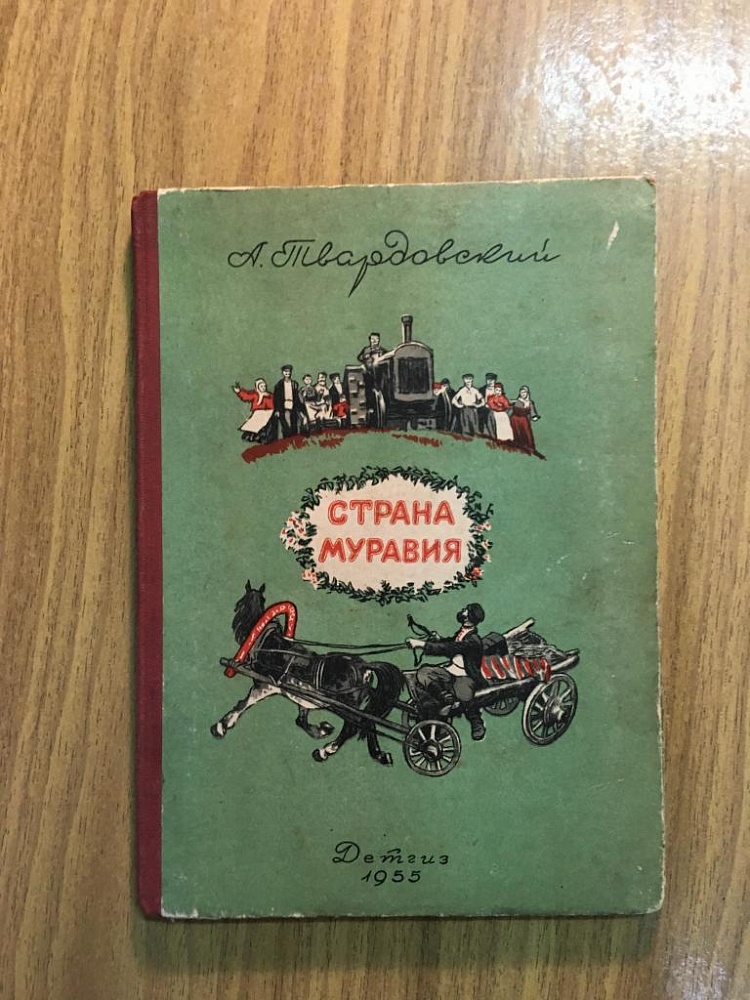 А. Твардовский
СТРАНА
МУРАВИЯ
Детгиз
1955